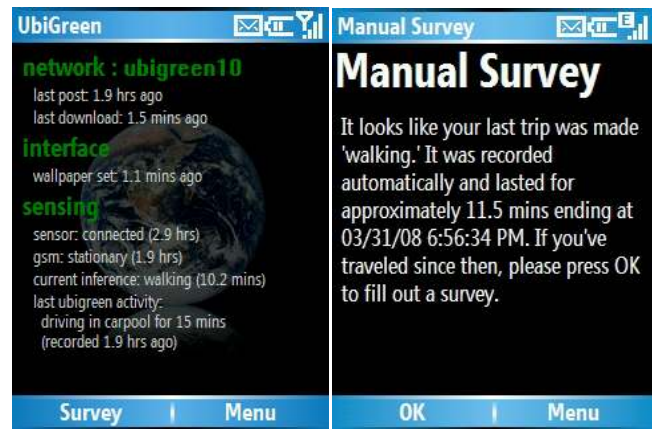 UbiGreen
network : ubigreen10
last post: 1.9 hrs ago
last download: 1.5 mins ago
interface
wallpaper set: 1.1 mins ago
sensing
sensor: connected (2.9 hrs)
gsm: stationary (1.9 hrs)
current inference: walking (10.2 mins)
last ubigreen activity:
driving in carpool for 15 mins
(recorded 1.9 hrs ago)
Survey
Menu
Manual Survey
E
Manual Survey
It looks like your last trip was made
'walking.' It was recorded
automatically and lasted for
approximately 11.5 mins ending at
03/31/08 6:56:34 PM. If you've
traveled since then, please press OK
to fill out a survey.
OK
Menu